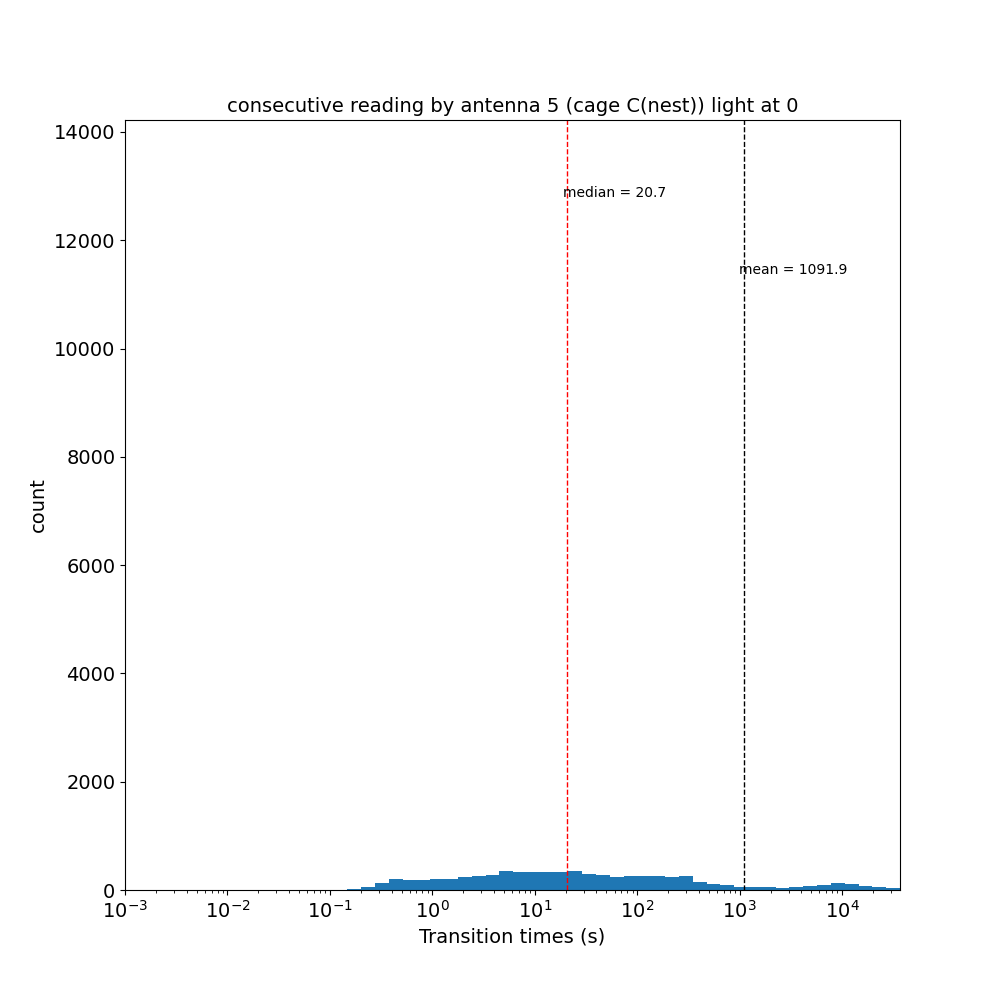 consecutive reading by antenna 5 (cage C(nest)) light at 0
14000
12000
10000
8000
6000
4000
2000
0
count
median = 20.7
mean = 1091.9
10⁻³ 10⁻² 10⁻¹ 10⁰ 10¹ 10² 10³ 10⁴
Transition times (s)